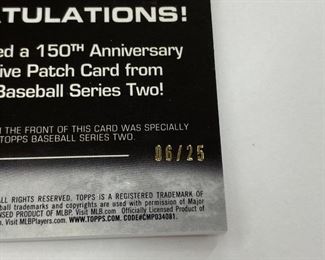 ATULATIONS!
ed a 150TH Anniversary
ive Patch Card from
Baseball Series Two!
N THE FRONT OF THIS CARD WAS SPECIALLY
TOPPS BASEBALL SERIES TWO.
06/25
ALL RIGHTS RESERVED. TOPPS IS A REGISTERED TRADEMARK OF
ball trademarks and copyrights are used with permission of Major
NSED PRODUCT OF MLBP. Visit MLB.com Officially Licensed Product of
Visit MLBPlayers.com. WWW.TOPPS.COM. CODE#CMP034081.